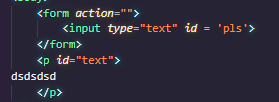 <form action="">
<input type="text" id = 'pls'>
</form>
<p id="text">
dsdsdsd
</p>